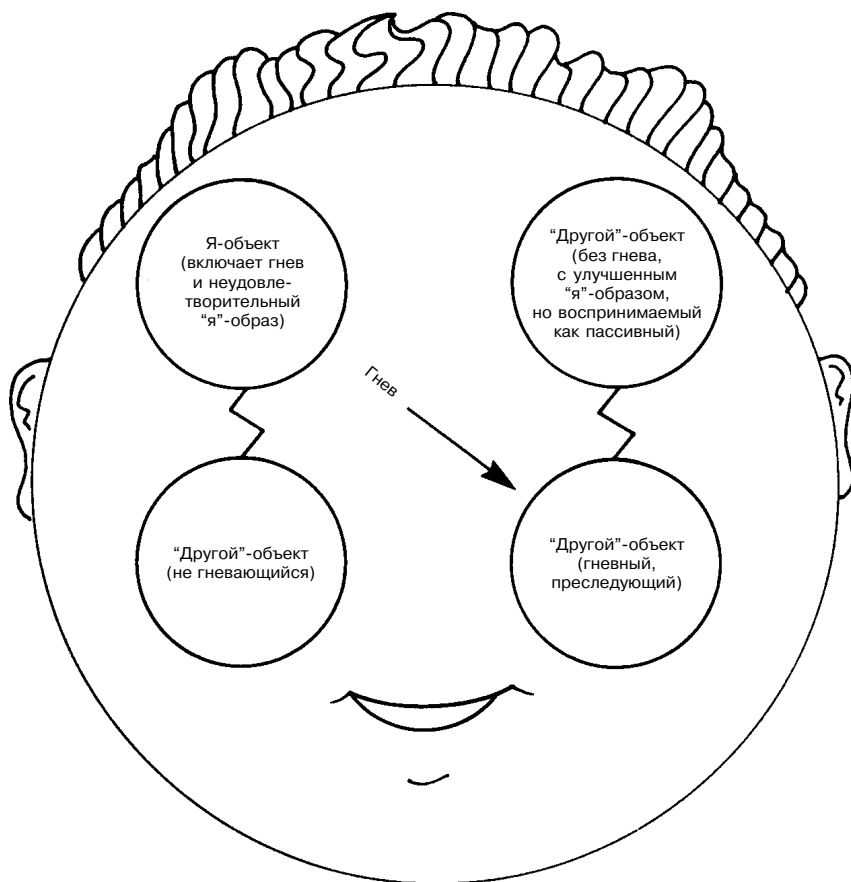 Я-объект
(включает гнев
и неудовле-
творительный
“я”-образ)
“Другой”-объект
(без гнева,
с улучшенным
“я”-образом,
но воспринимаемый
как пассивный)
Гнев
“Другой”-объект
(не гневающийся)
“Другой”-объект
(гневный,
преследующий)